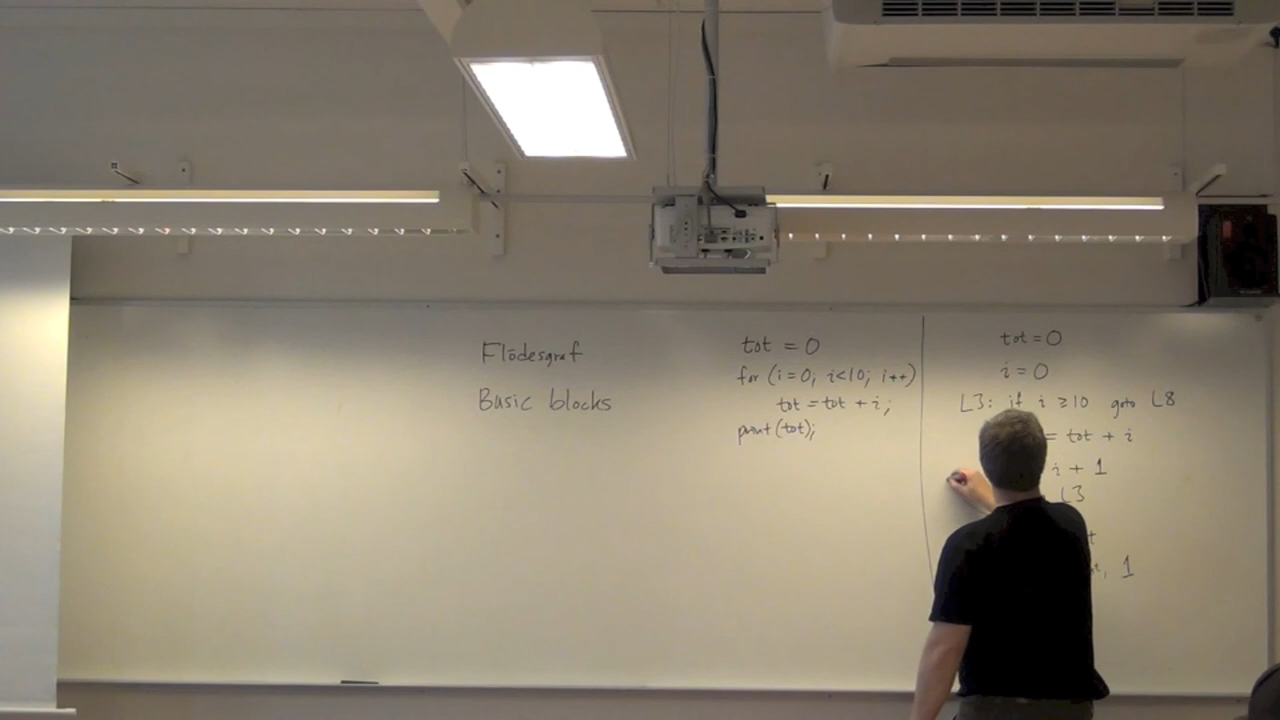 Flödesgraf
Basic blocks
tot = 0
for (i=0; i<10; i++)
tot = tot + i;
print(tot);
tot = 0
i = 0
L3: if i ≥ 10 goto L8
= tot + i
i + 1
L3
t
, 1